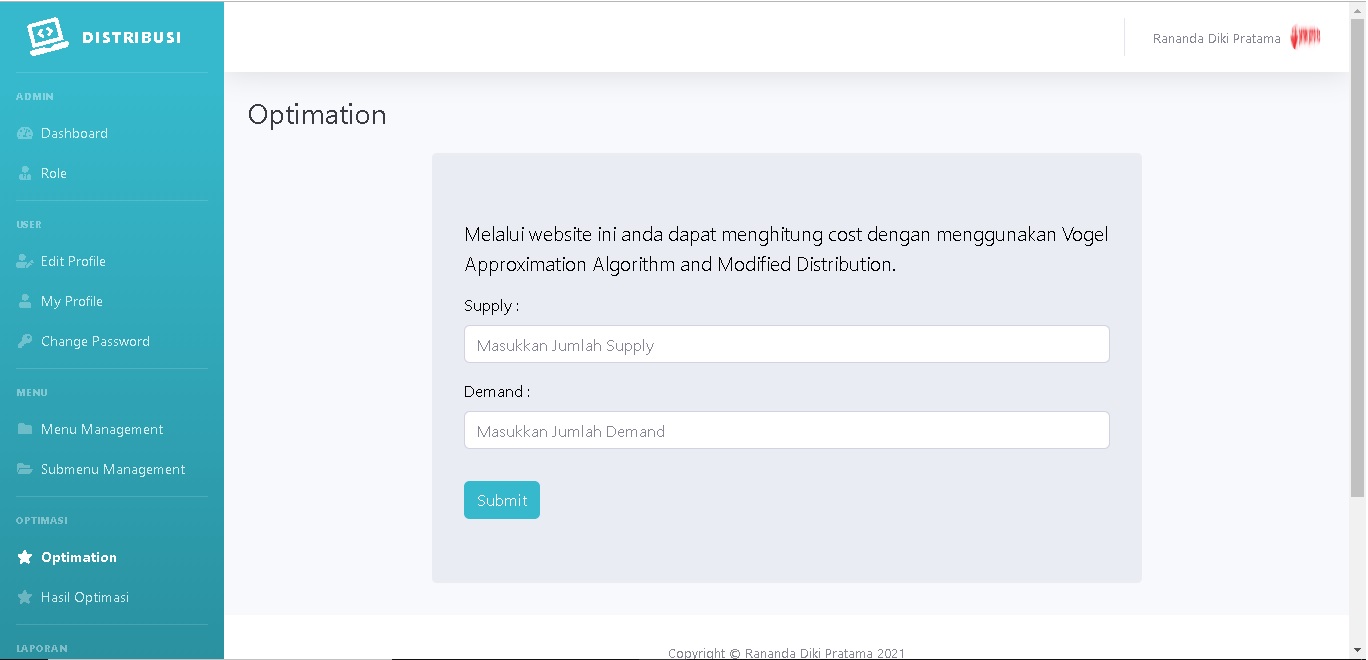 DISTRIBUSI
Rananda Diki Pratama
ADMIN
Dashboard
Role
USER
Edit Profile
My Profile
Change Password
MENU
Menu Management
Submenu Management
OPTIMASI
Optimation
Hasil Optimasi
LAPORAN
Optimation
Melalui website ini anda dapat menghitung cost dengan menggunakan Vogel
Approximation Algorithm and Modified Distribution.
Supply :
Masukkan Jumlah Supply
Demand :
Masukkan Jumlah Demand
Submit
Copyright © Rananda Diki Pratama 2021